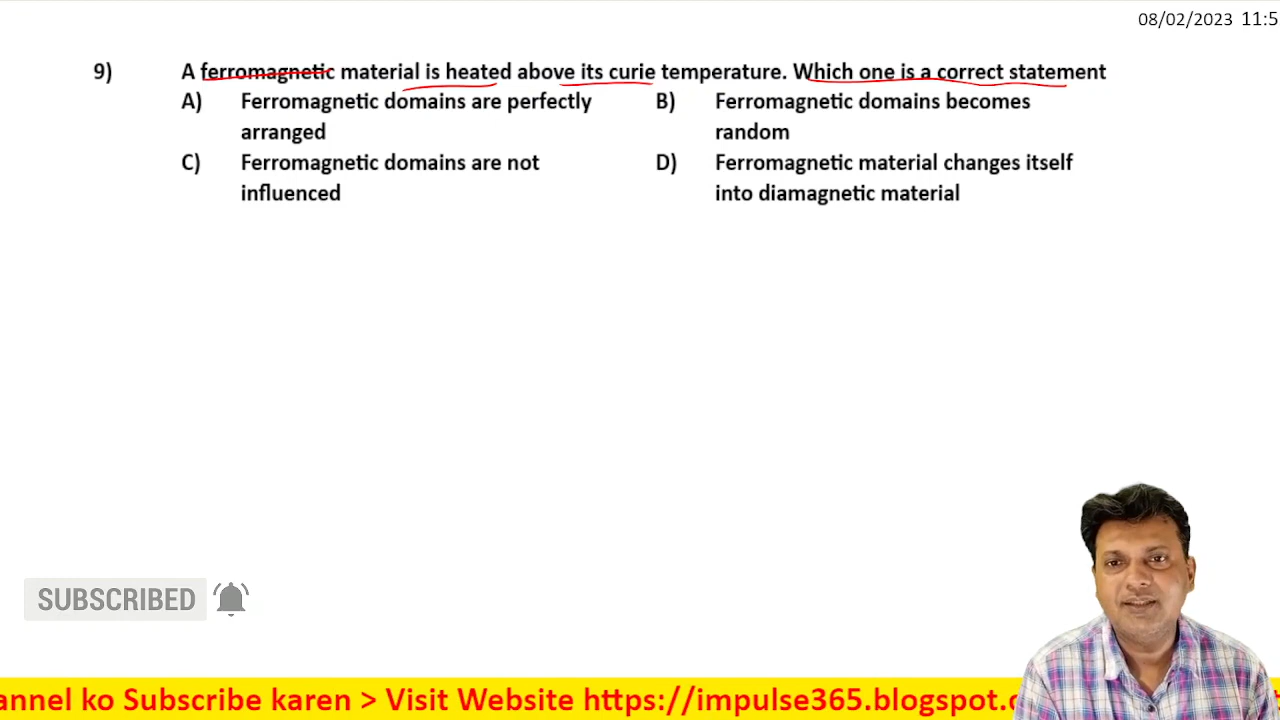 08/02/2023 11:5
9) A ferromagnetic material is heated above its curie temperature. Which one is a correct statement
A) Ferromagnetic domains are perfectly arranged
B) Ferromagnetic domains becomes random
C) Ferromagnetic domains are not influenced
D) Ferromagnetic material changes itself into diamagnetic material
SUBSCRIBED
annel ko Subscribe karen > Visit Website https://impulse365.blogspot.c